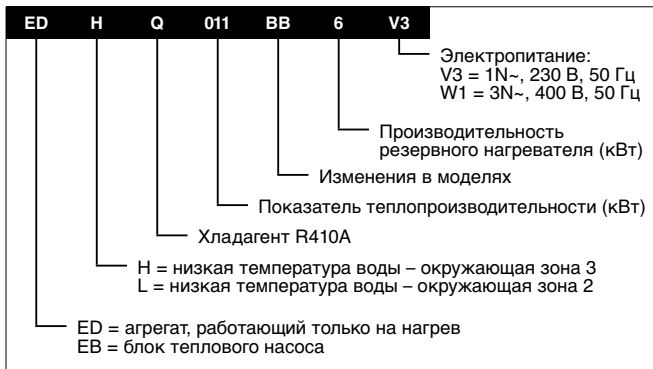 ED H Q 011 BB 6 V3
Электропитание:
V3 = 1N~, 230 В, 50 Гц
W1 = 3N~, 400 В, 50 Гц
Производительность
резервного нагревателя (кВт)
Изменения в моделях
Показатель теплопроизводительности (кВт)
Хладагент R410A
H = низкая температура воды – окружающая зона 3
L = низкая температура воды – окружающая зона 2
ED = агрегат, работающий только на нагрев
EB = блок теплового насоса